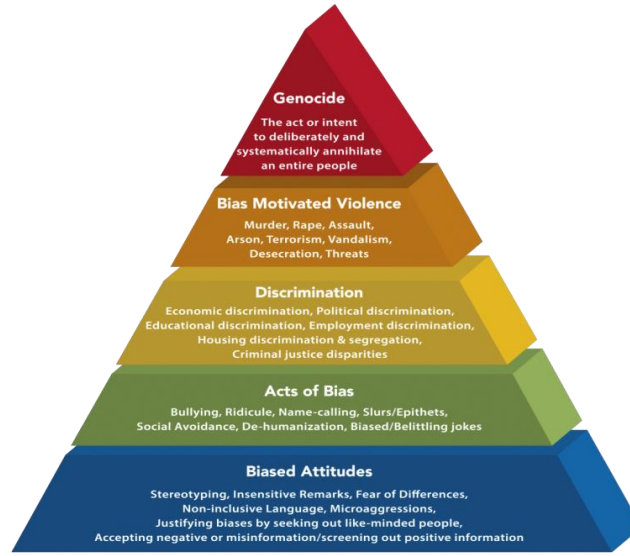 Genocide
The act or intent
to deliberately and
systematically annihilate
an entire people
Bias Motivated Violence
Murder, Rape, Assault,
Arson, Terrorism, Vandalism,
Desecration, Threats
Discrimination
Economic discrimination, Political discrimination,
Educational discrimination, Employment discrimination,
Housing discrimination & segregation,
Criminal justice disparities
Acts of Bias
Bullying, Ridicule, Name-calling, Slurs/Epithets,
Social Avoidance, De-humanization, Biased/Belittling jokes
Biased Attitudes
Stereotyping, Insensitive Remarks, Fear of Differences,
Non-inclusive Language, Microaggressions,
Justifying biases by seeking out like-minded people,
Accepting negative or misinformation/screening out positive information